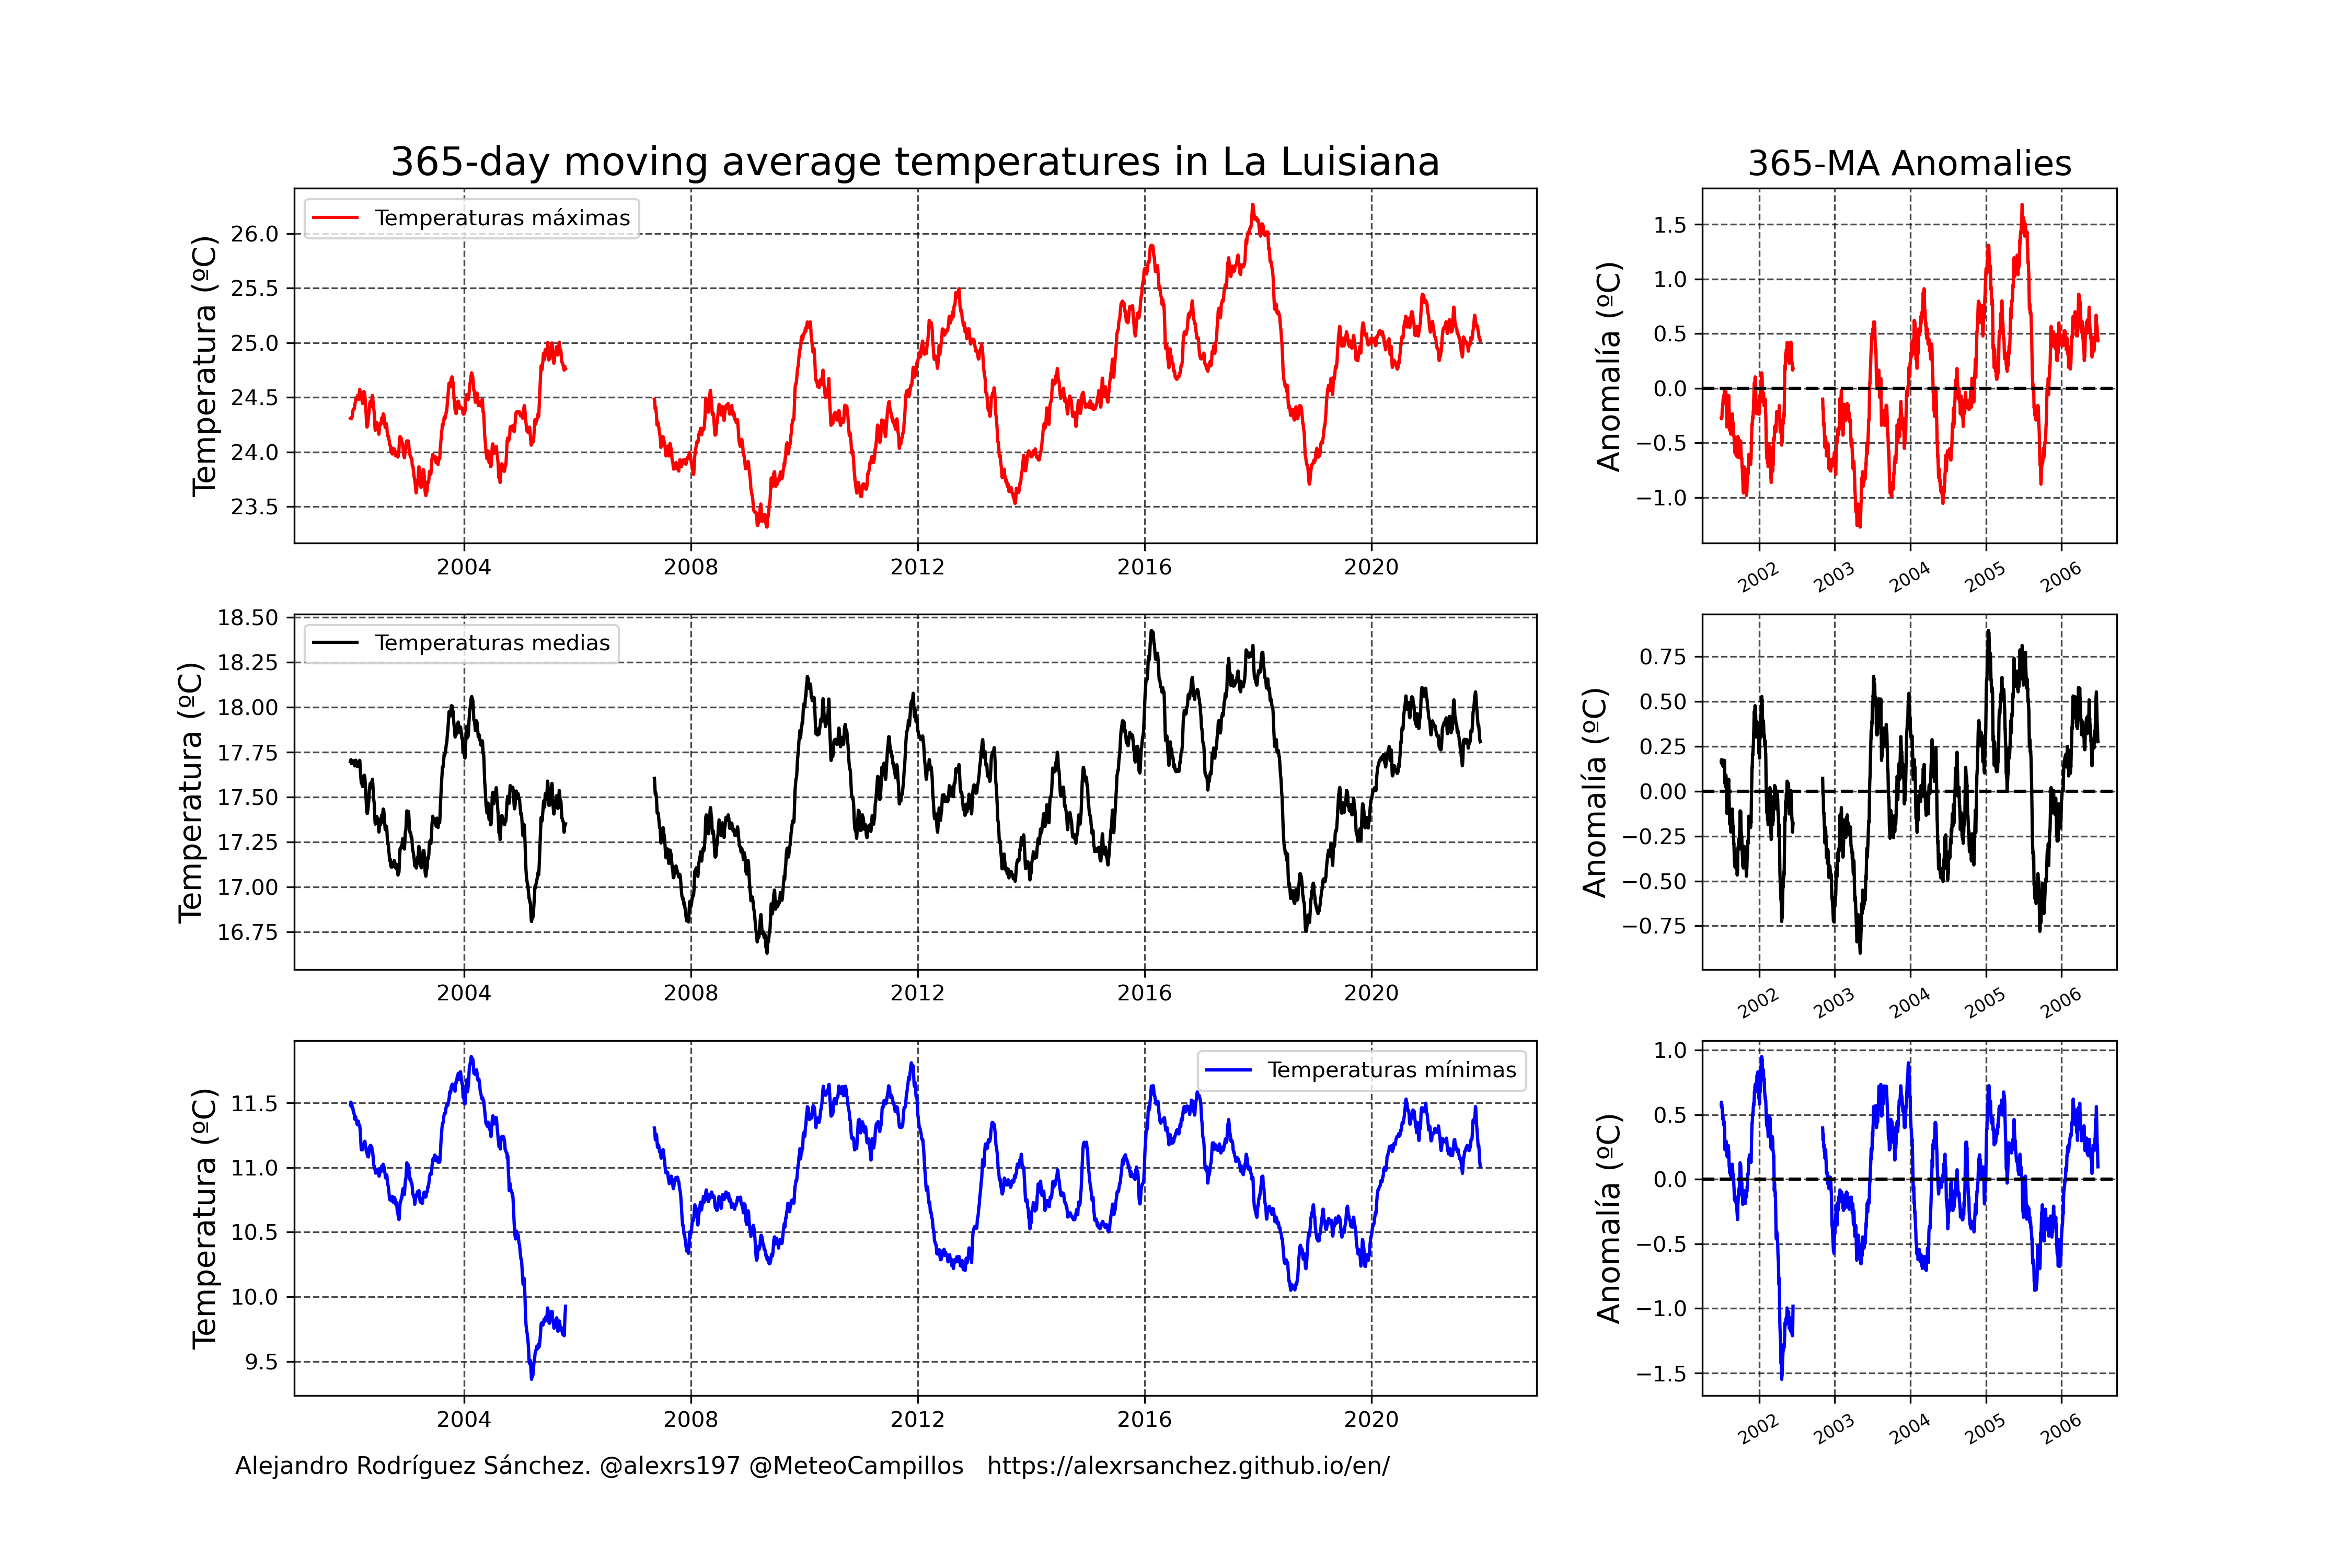 365-day moving average temperatures in La Luisiana
365-MA Anomalies
Temperaturas máximas
Temperatura (ºC)
26.0
25.5
25.0
24.5
24.0
23.5
2004 2008 2012 2016 2020
Anomalía (ºC)
1.5
1.0
0.5
0.0
−0.5
−1.0
2002 2003 2004 2005 2006
Temperaturas medias
Temperatura (ºC)
18.50
18.25
18.00
17.75
17.50
17.25
17.00
16.75
2004 2008 2012 2016 2020
Anomalía (ºC)
0.75
0.50
0.25
0.00
−0.25
−0.50
−0.75
2002 2003 2004 2005 2006
Temperaturas mínimas
Temperatura (ºC)
11.5
11.0
10.5
10.0
9.5
2004 2008 2012 2016 2020
Anomalía (ºC)
1.0
0.5
0.0
−0.5
−1.0
−1.5
2002 2003 2004 2005 2006
Alejandro Rodríguez Sánchez. @alexrs197 @MeteoCampillos https://alexrsanchez.github.io/en/